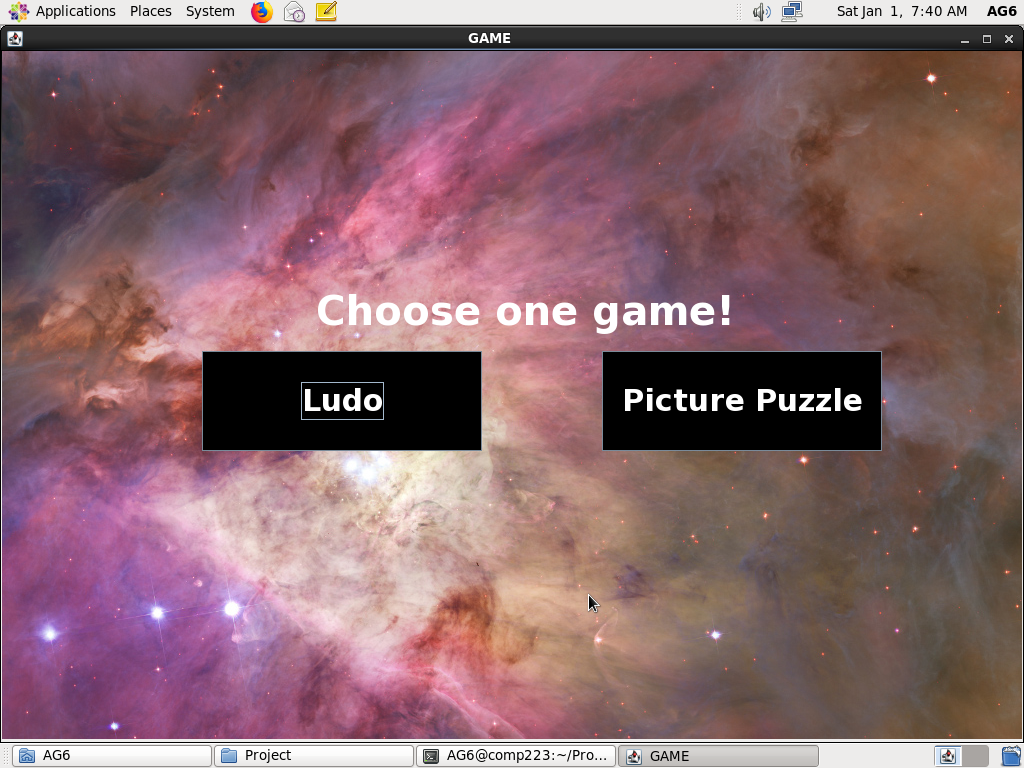 Applications Places System Sat Jan 1, 7:40 AM AG6
GAME
Choose one game!
Ludo Picture Puzzle
AG6 Project AG6@comp223:~/Pro... GAME